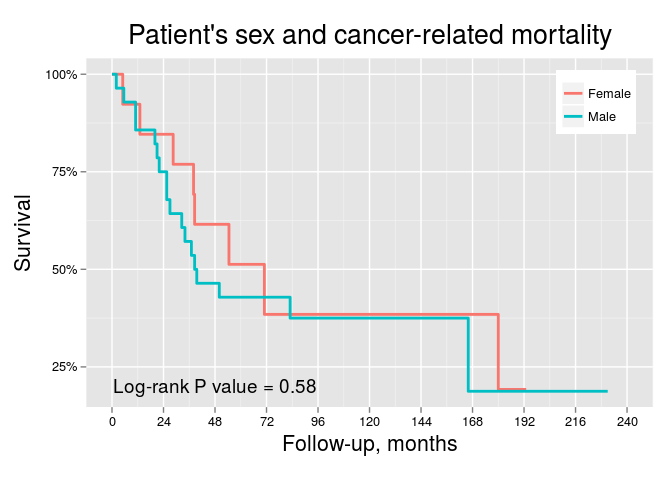 Patient's sex and cancer-related mortality
100%
75%
50%
25%
Survival
Female
Male
Log-rank P value = 0.58
0 24 48 72 96 120 144 168 192 216 240
Follow-up, months